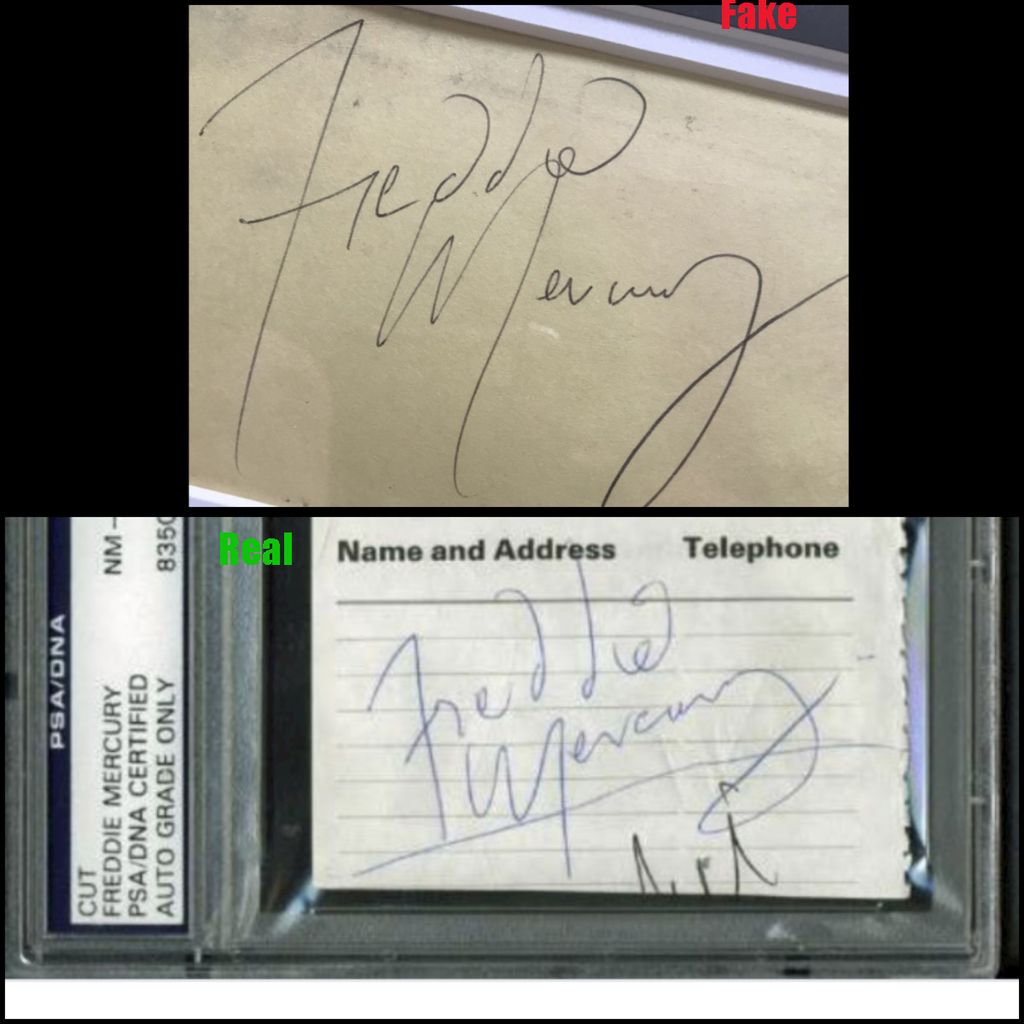 Fake
Freddie
Mercury
Real
PSA/DNA
CUT
NM -
FREDDIE MERCURY
PSA/DNA CERTIFIED
AUTO GRADE ONLY 8350
Name and Address Telephone
Freddie
Mercury